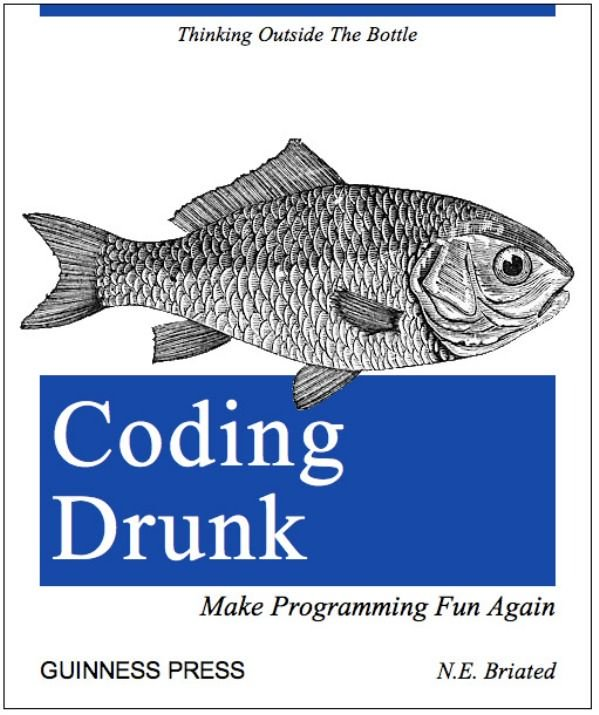 Thinking Outside The Bottle
Coding
Drunk
Make Programming Fun Again
GUINNESS PRESS
N.E. Briated